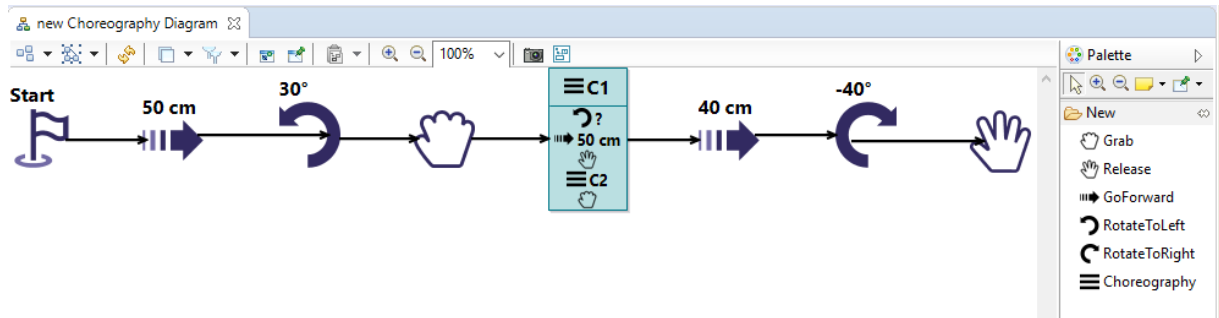 new Choreography Diagram
100%
Palette
Start
50 cm
30°
C1
?
50 cm
C2
40 cm
-40°
New
Grab
Release
GoForward
RotateToLeft
RotateToRight
Choreography